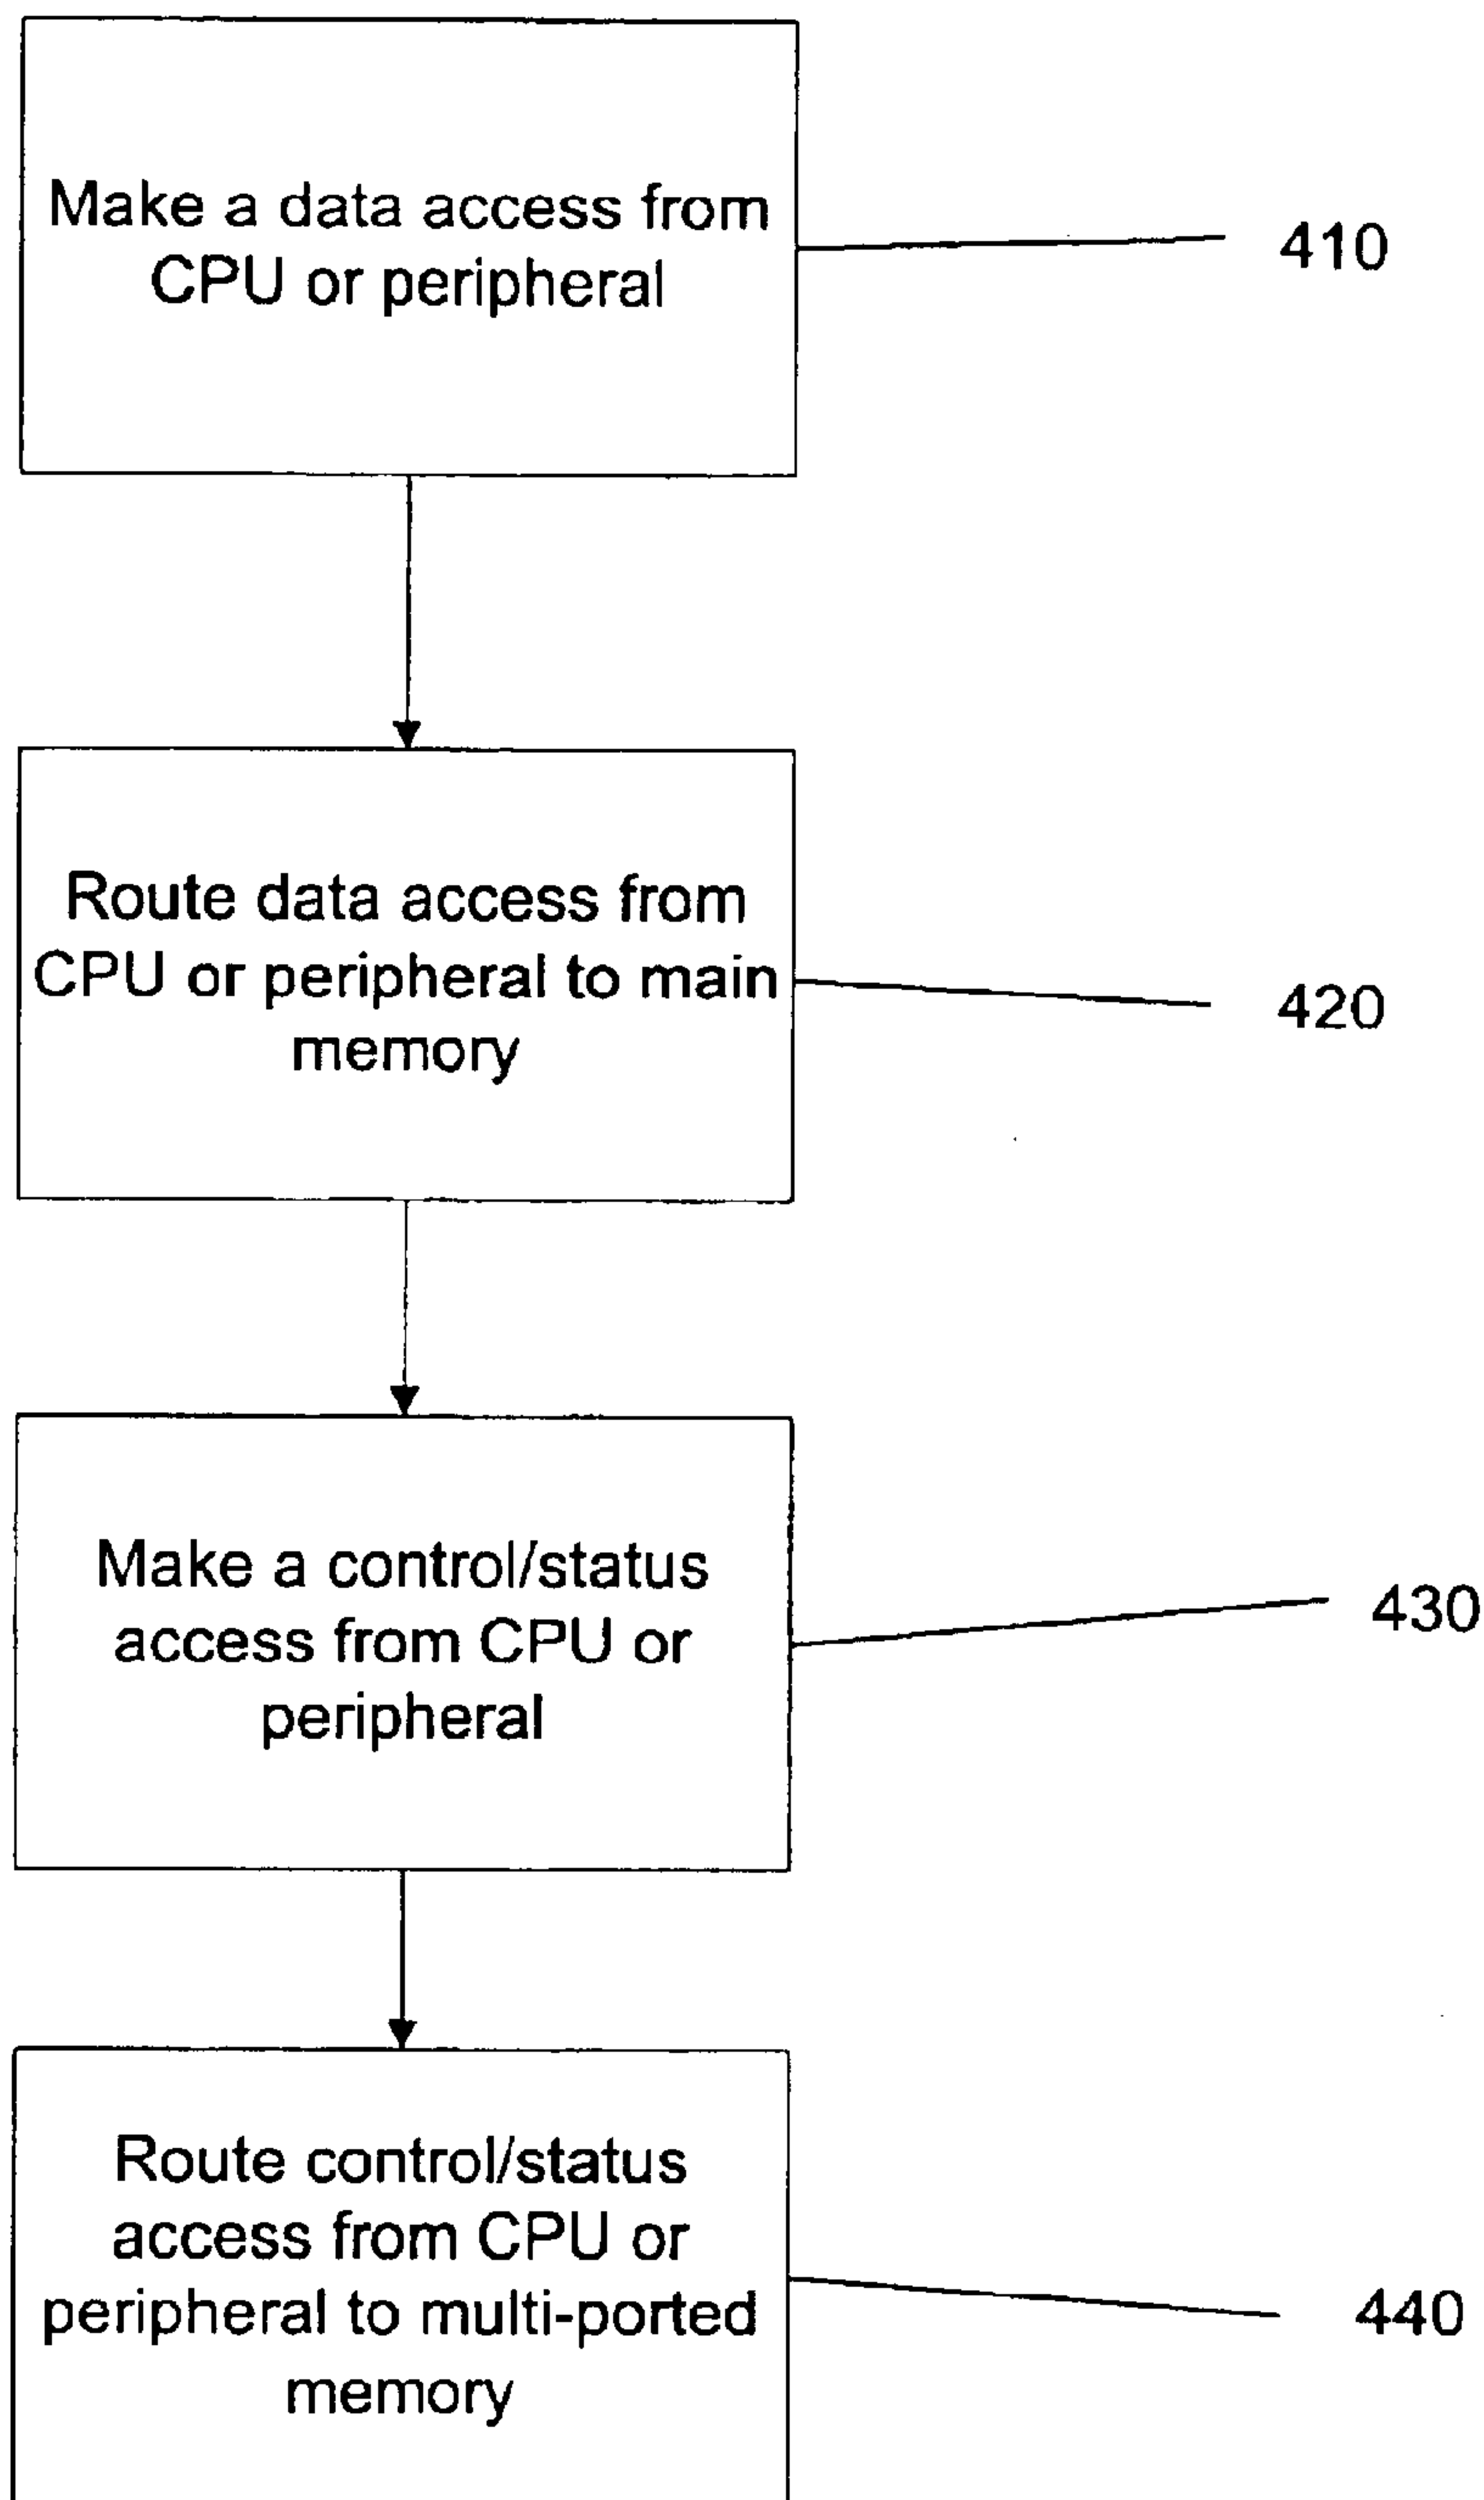 Make a data access from
CPU or peripheral
410
Route data access from
CPU or peripheral to main
memory
420
Make a control/status
access from CPU or
peripheral
430
Route control/status
access from CPU or
peripheral to multi-ported
memory
440